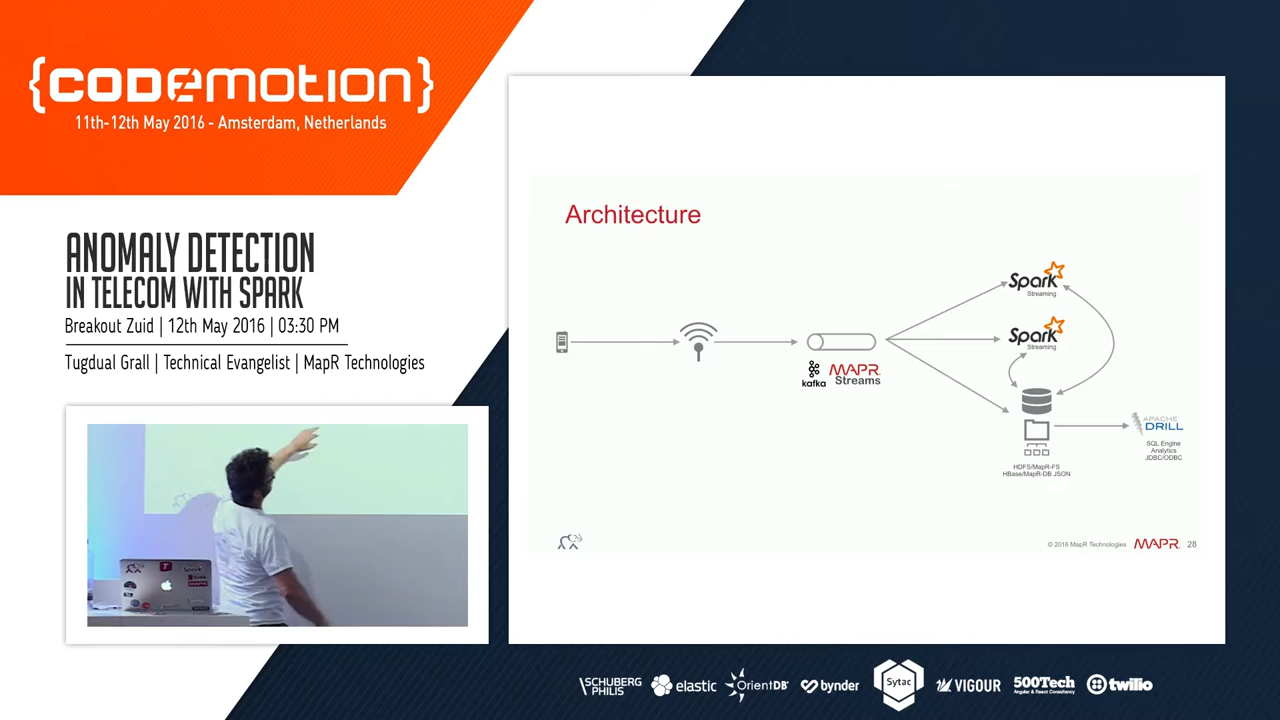 {CODEMOTION}
11th-12th May 2016 - Amsterdam, Netherlands
ANOMALY DETECTION
IN TELECOM WITH SPARK
Breakout Zuid | 12th May 2016 | 03:30 PM
Tugdual Grall | Technical Evangelist | MapR Technologies
Architecture
Spark
Streaming
Spark
Streaming
kafka
MAPR
Streams
APACHE
DRILL
SQL Engine
Analytics
JDBC/ODBC
HDFS/MapR-FS
HBase/MapR-DB JSON
© 2016 MapR Technologies
MAPR
28
SCHUBERG
PHILIS
elastic
OrientDB
bynder
Sytac
VIGOUR
500Tech
Angular & React Consultancy
twilio